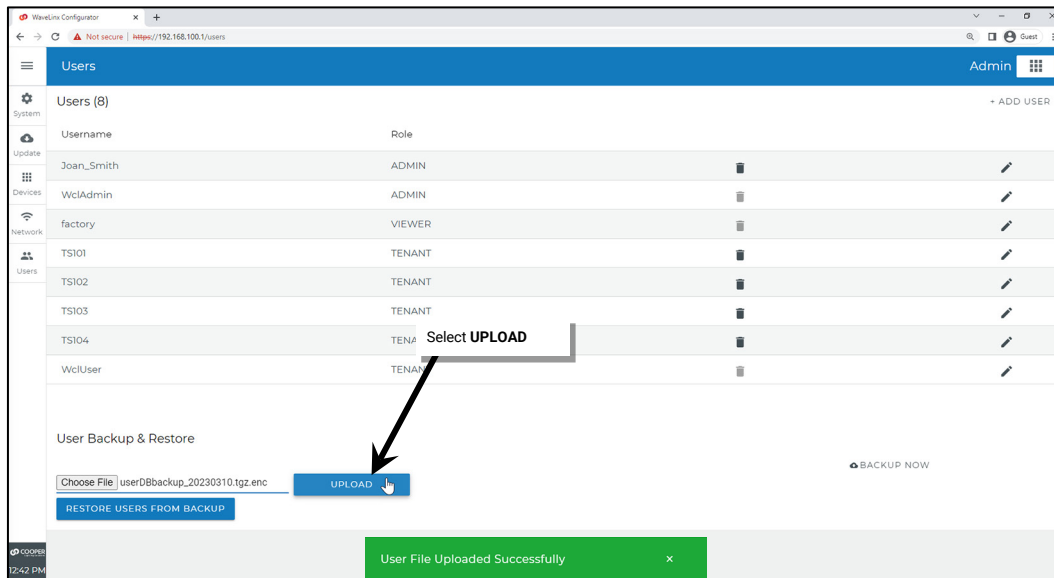 WaveLinx Configurator
Not secure | https://192.168.100.1/users
Guest
Users
Admin
System
Update
Devices
Network
Users
Users (8)
+ ADD USER
Username Role
Joan_Smith ADMIN
WclAdmin ADMIN
factory VIEWER
TS101 TENANT
TS102 TENANT
TS103 TENANT
TS104 TENA
Select UPLOAD
WclUser TENAN
User Backup & Restore
BACKUP NOW
Choose File userDBbackup_20230310.tgz.enc
UPLOAD
RESTORE USERS FROM BACKUP
COOPER
12:42 PM
User File Uploaded Successfully ×